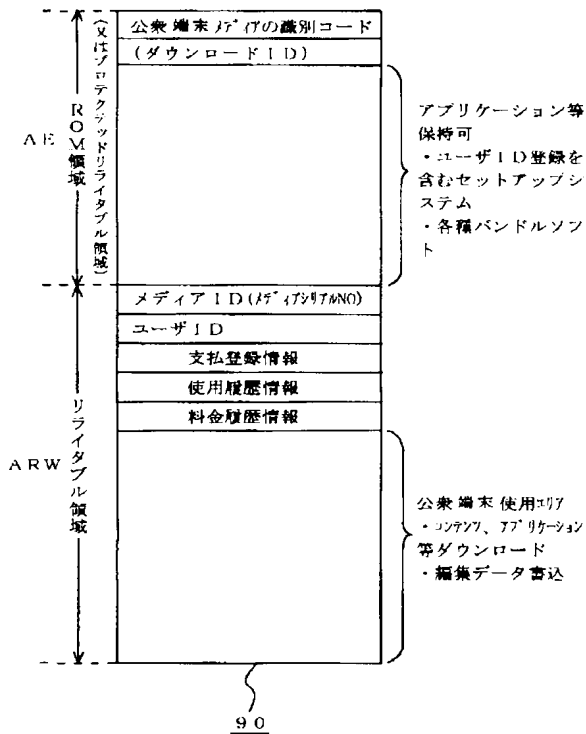 公衆端末メディアの識別コード
(ダウンロードID)
AE
ROM領域
(又はプロテクテッドリライタブル領域)
アプリケーション等
保持可
・ユーザID登録を
含むセットアップシ
ステム
・各種バンドルソフ
ト
メディアID(メディアシリアルNO)
ユーザID
支払登録情報
使用履歴情報
料金履歴情報
ARW
リライタブル領域
公衆端末使用エリア
・コンテンツ、アプリケーション
等ダウンロード
・編集データ書込
90